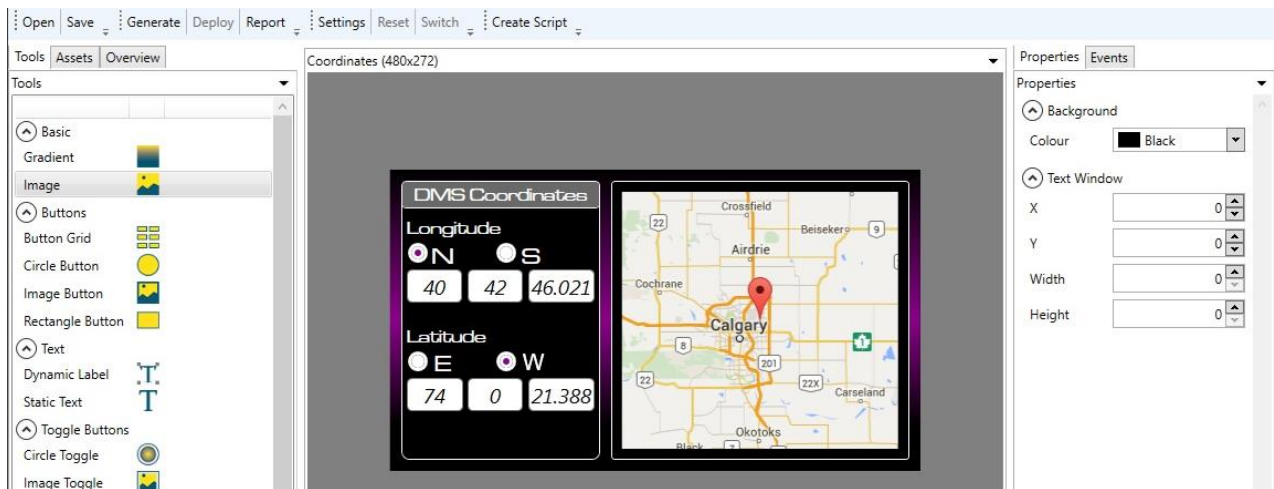 Open Save Generate Deploy Report Settings Reset Switch Create Script
Tools Assets Overview
Tools
Basic
Gradient
Image
Buttons
Button Grid
Circle Button
Image Button
Rectangle Button
Text
Dynamic Label
Static Text
Toggle Buttons
Circle Toggle
Image Toggle
Coordinates (480x272)
DMS Coordinates
Longitude
N S
40 42 46.021
Latitude
E W
74 0 21.388
Crossfield
22
Beiseker 9
Airdrie
Cochrane
Calgary
8
1
201
22
22X
Carseland
Okotoks
Black
7
Properties Events
Properties
Background
Colour Black
Text Window
X 0
Y 0
Width 0
Height 0